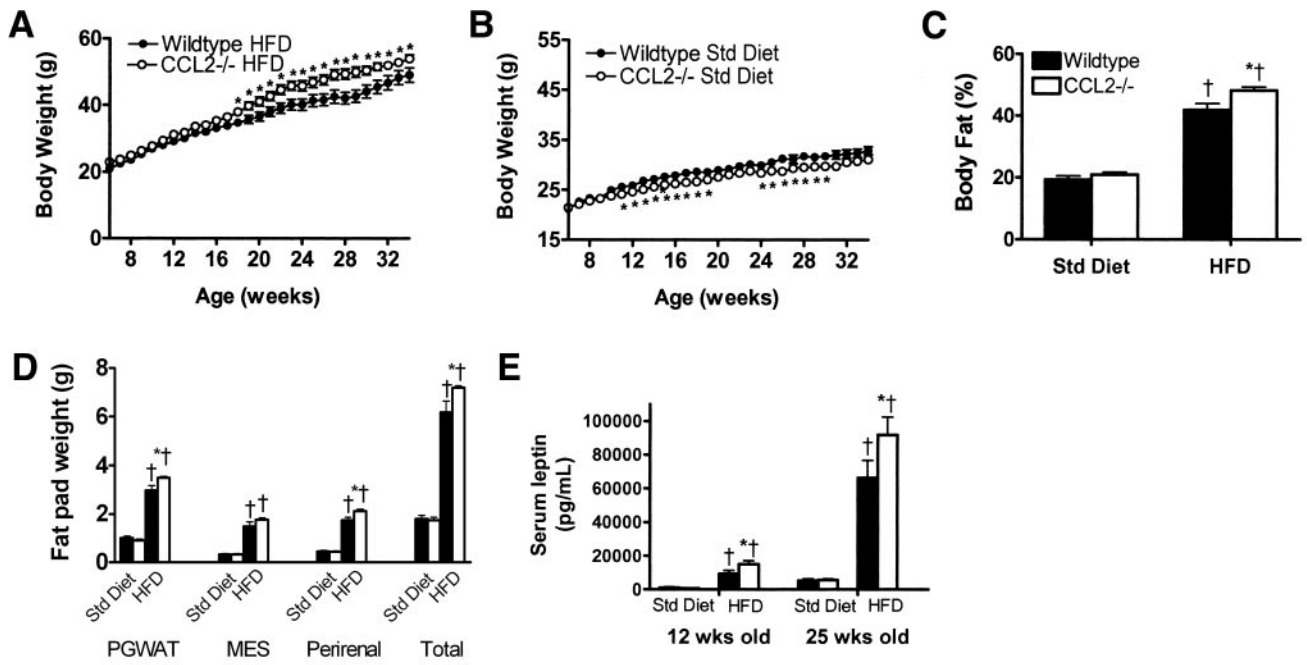 A
60
40
20
0
Body Weight (g)
Wildtype HFD
CCL2-/- HFD
* * * * * * * * * * * * * * * * *
8 12 16 20 24 28 32
Age (weeks)
B
55
45
35
25
15
Body Weight (g)
Wildtype Std Diet
CCL2-/- Std Diet
* * * * * * * * *
* * * * * * *
8 12 16 20 24 28 32
Age (weeks)
C
60
40
20
0
Body Fat (%)
Wildtype
CCL2-/-
† *†
Std Diet HFD
D
8
6
4
2
0
Fat pad weight (g)
† *†
† †
† *†
† *†
Std Diet HFD Std Diet HFD Std Diet HFD Std Diet HFD
PGWAT MES Perirenal Total
E
100000
80000
60000
40000
20000
0
Serum leptin
(pg/mL)
† *†
† *†
Std Diet HFD Std Diet HFD
12 wks old 25 wks old